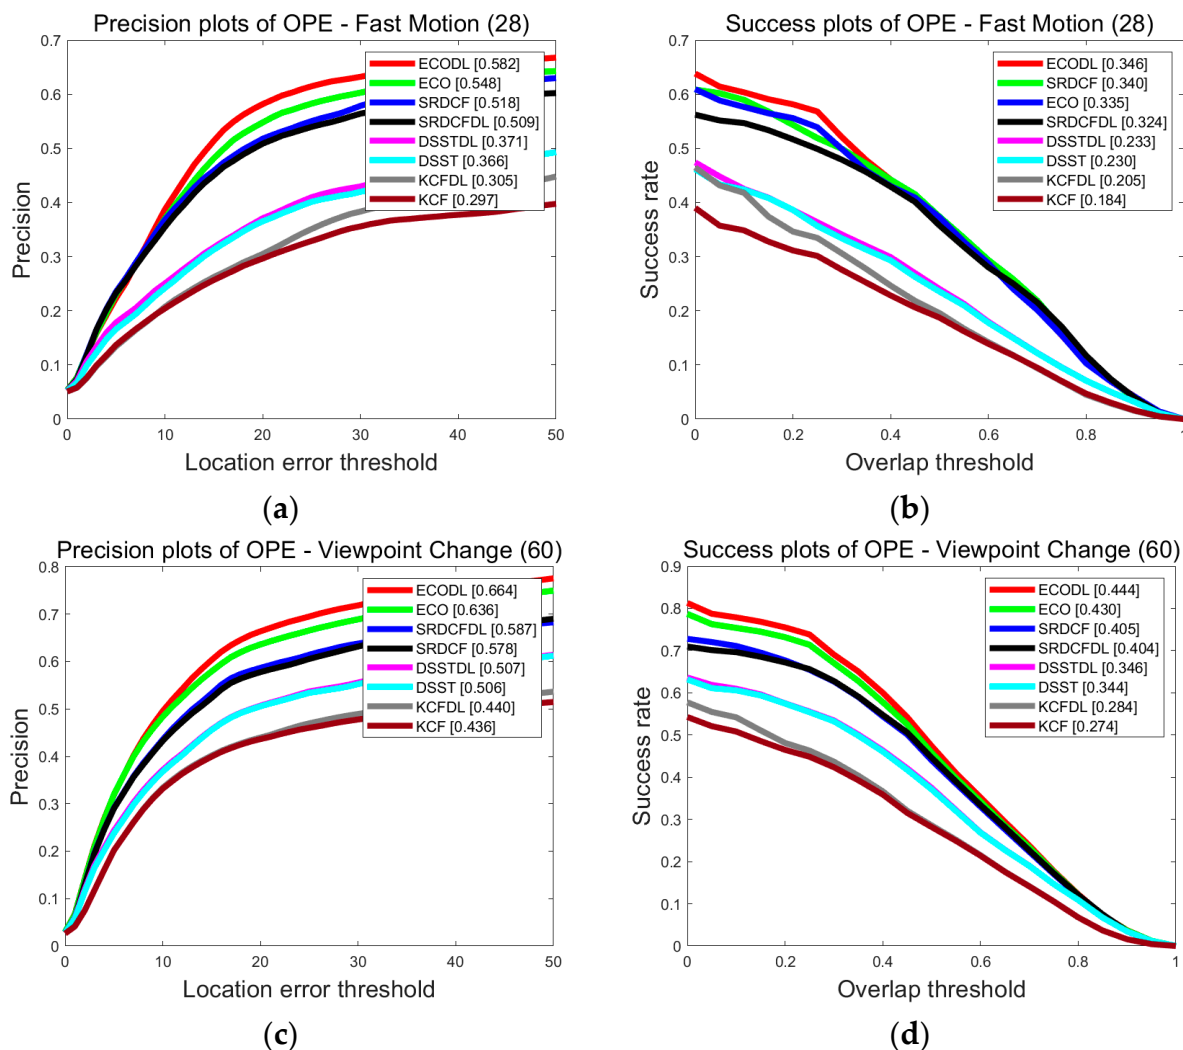 Precision plots of OPE - Fast Motion (28)
0.7
0.6
0.5
0.4
0.3
0.2
0.1
0
Precision
ECODL [0.582]
ECO [0.548]
SRDCF [0.518]
SRDCFDL [0.509]
DSSTDL [0.371]
DSST [0.366]
KCFDL [0.305]
KCF [0.297]
0 10 20 30 40 50
Location error threshold
(a)
Success plots of OPE - Fast Motion (28)
0.7
0.6
0.5
0.4
0.3
0.2
0.1
0
Success rate
ECODL [0.346]
SRDCF [0.340]
ECO [0.335]
SRDCFDL [0.324]
DSSTDL [0.233]
DSST [0.230]
KCFDL [0.205]
KCF [0.184]
0 0.2 0.4 0.6 0.8 1
Overlap threshold
(b)
Precision plots of OPE - Viewpoint Change (60)
0.8
0.7
0.6
0.5
0.4
0.3
0.2
0.1
0
Precision
ECODL [0.664]
ECO [0.636]
SRDCFDL [0.587]
SRDCF [0.578]
DSSTDL [0.507]
DSST [0.506]
KCFDL [0.440]
KCF [0.436]
0 10 20 30 40 50
Location error threshold
(c)
Success plots of OPE - Viewpoint Change (60)
0.9
0.8
0.7
0.6
0.5
0.4
0.3
0.2
0.1
0
Success rate
ECODL [0.444]
ECO [0.430]
SRDCF [0.405]
SRDCFDL [0.404]
DSSTDL [0.346]
DSST [0.344]
KCFDL [0.284]
KCF [0.274]
0 0.2 0.4 0.6 0.8 1
Overlap threshold
(d)